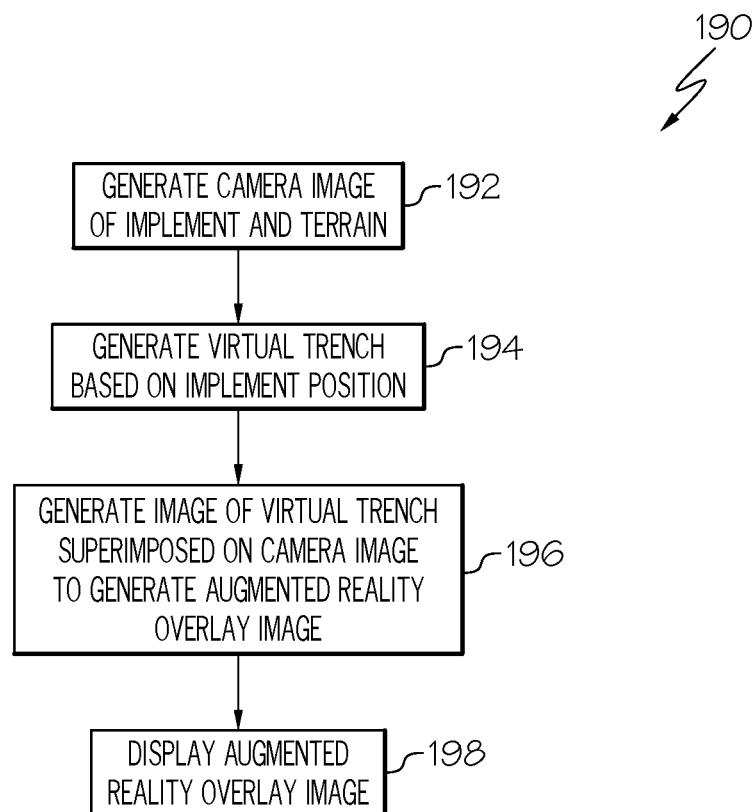 190
GENERATE CAMERA IMAGE
OF IMPLEMENT AND TERRAIN
192
GENERATE VIRTUAL TRENCH
BASED ON IMPLEMENT POSITION
194
GENERATE IMAGE OF VIRTUAL TRENCH
SUPERIMPOSED ON CAMERA IMAGE
TO GENERATE AUGMENTED REALITY
OVERLAY IMAGE
196
DISPLAY AUGMENTED
REALITY OVERLAY IMAGE
198